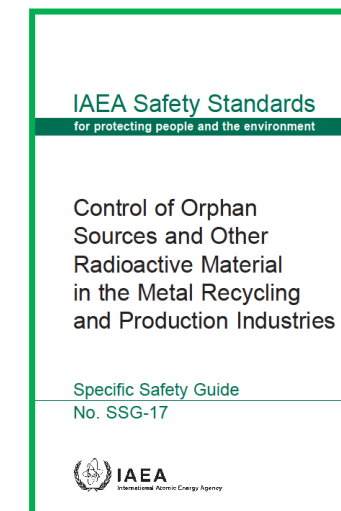 IAEA Safety Standards
for protecting people and the environment
Control of Orphan
Sources and Other
Radioactive Material
in the Metal Recycling
and Production Industries
Specific Safety Guide
No. SSG-17
IAEA
International Atomic Energy Agency